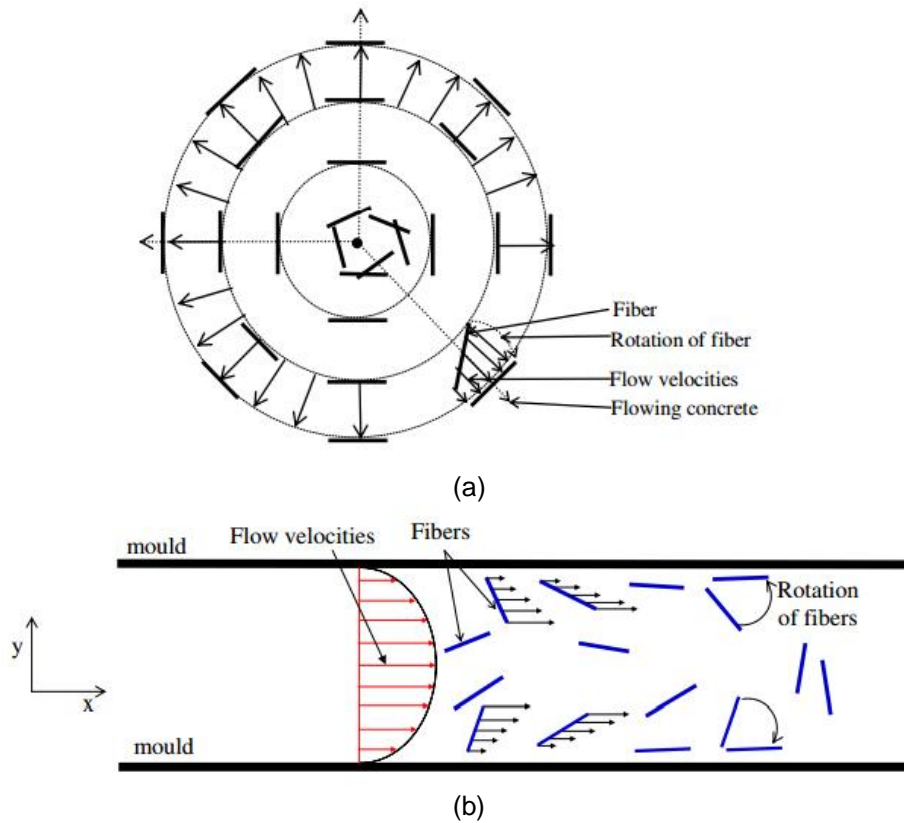 Fiber
Rotation of fiber
Flow velocities
Flowing concrete
(a)
mould
Flow velocities
Fibers
Rotation
of fibers
y
x
mould
(b)